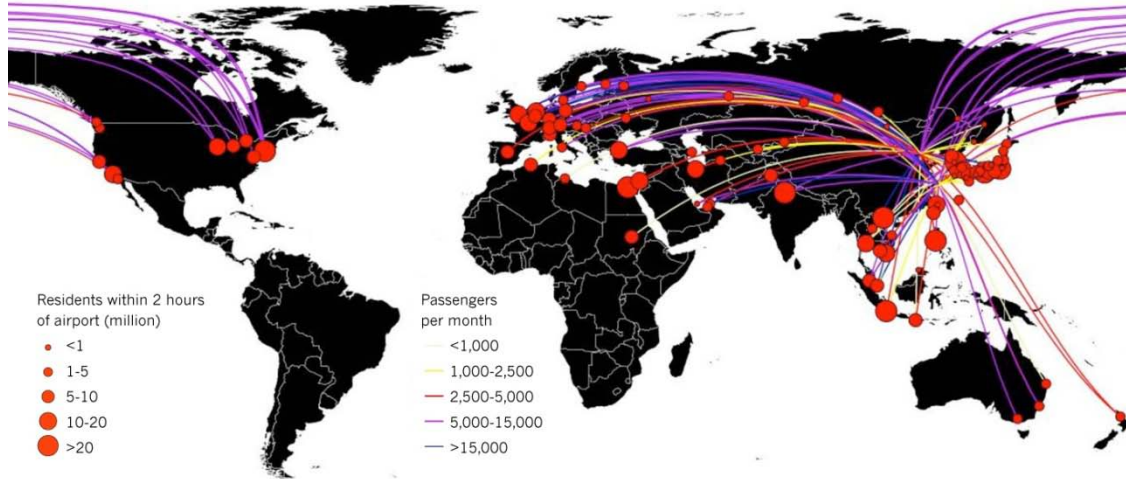 Residents within 2 hours
of airport (million)
<1
1-5
5-10
10-20
>20
Passengers
per month
<1,000
1,000-2,500
2,500-5,000
5,000-15,000
>15,000